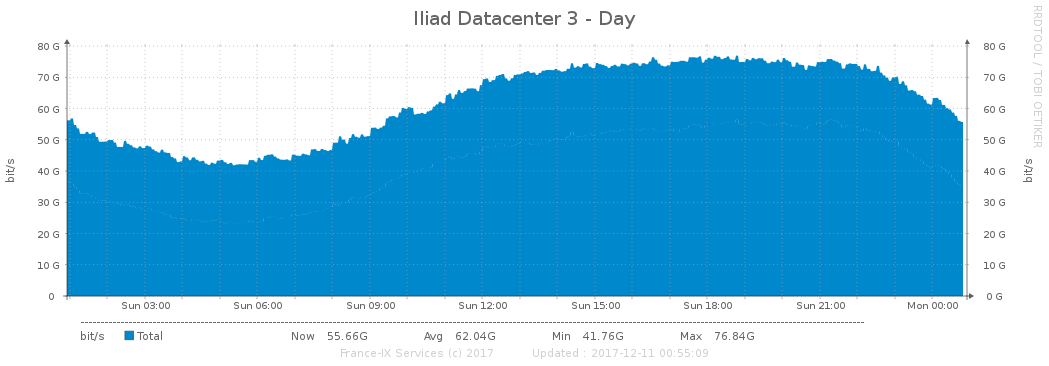 Iliad Datacenter 3 - Day
RRDTOOL / TOBI OETIKER
80 G 80 G
70 G 70 G
60 G 60 G
50 G 50 G
40 G 40 G
30 G 30 G
20 G 20 G
10 G 10 G
0 0 G
bit/s bit/s
Sun 03:00 Sun 06:00 Sun 09:00 Sun 12:00 Sun 15:00 Sun 18:00 Sun 21:00 Mon 00:00
bit/s Total Now 55.66G Avg 62.04G Min 41.76G Max 76.84G
France-IX Services (c) 2017 Updated : 2017-12-11 00:55:09